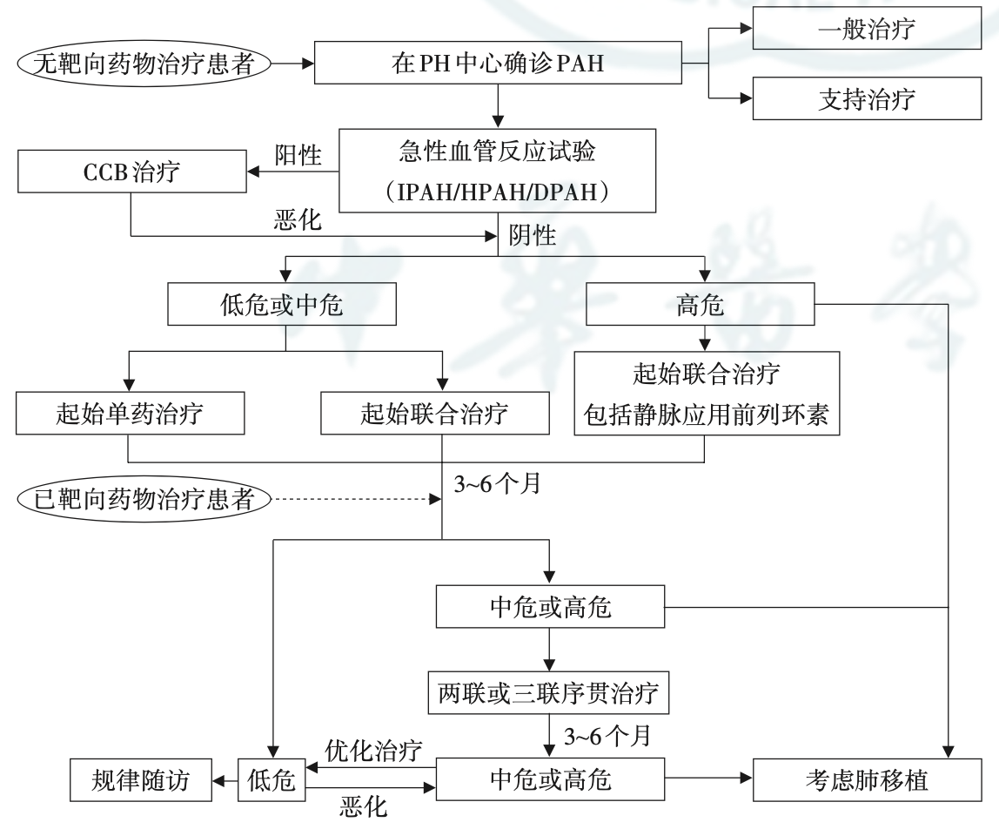 一般治疗
无靶向药物治疗患者
在PH中心确诊PAH
支持治疗
急性血管反应试验
(IPAH/HPAH/DPAH)
阳性
CCB治疗
恶化
阴性
低危或中危
高危
起始单药治疗
起始联合治疗
起始联合治疗
包括静脉应用前列环素
3~6个月
已靶向药物治疗患者
中危或高危
两联或三联序贯治疗
3~6个月
优化治疗
规律随访
低危
中危或高危
考虑肺移植
恶化